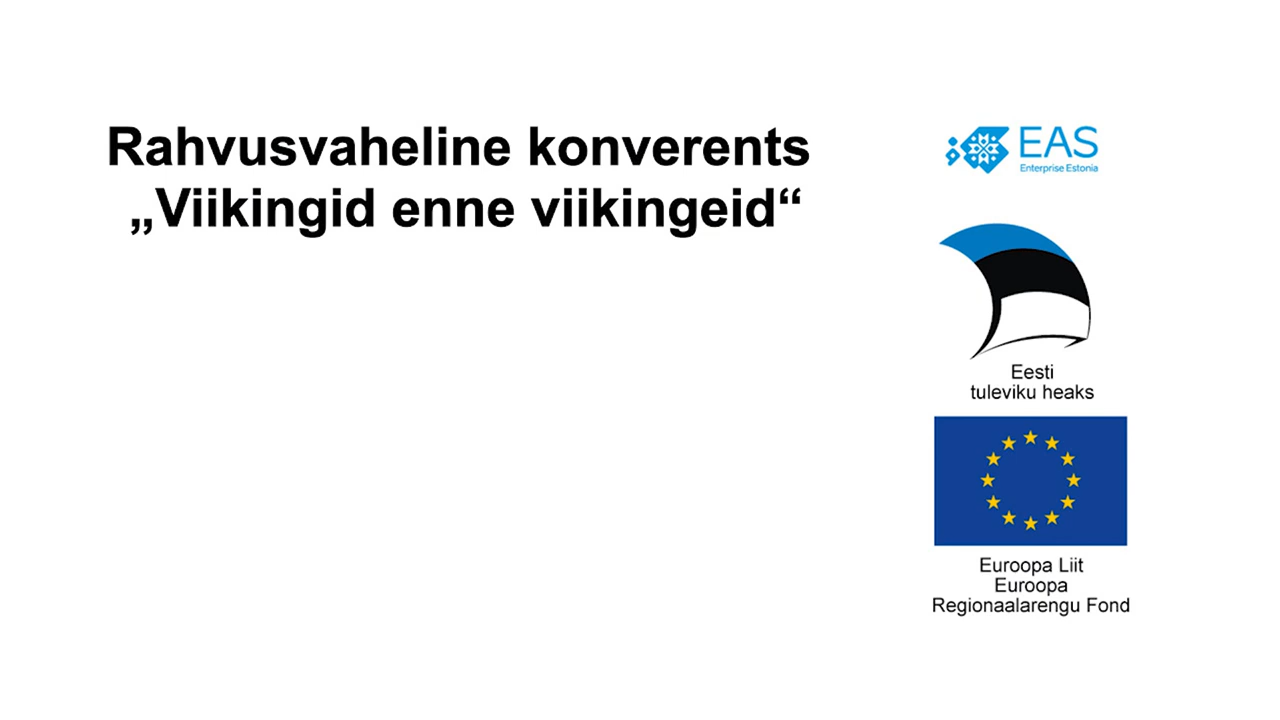 Rahvusvaheline konverents
„Viikingid enne viikingeid“
EAS
Enterprise Estonia
Eesti
tuleviku heaks
Euroopa Liit
Euroopa
Regionaalarengu Fond